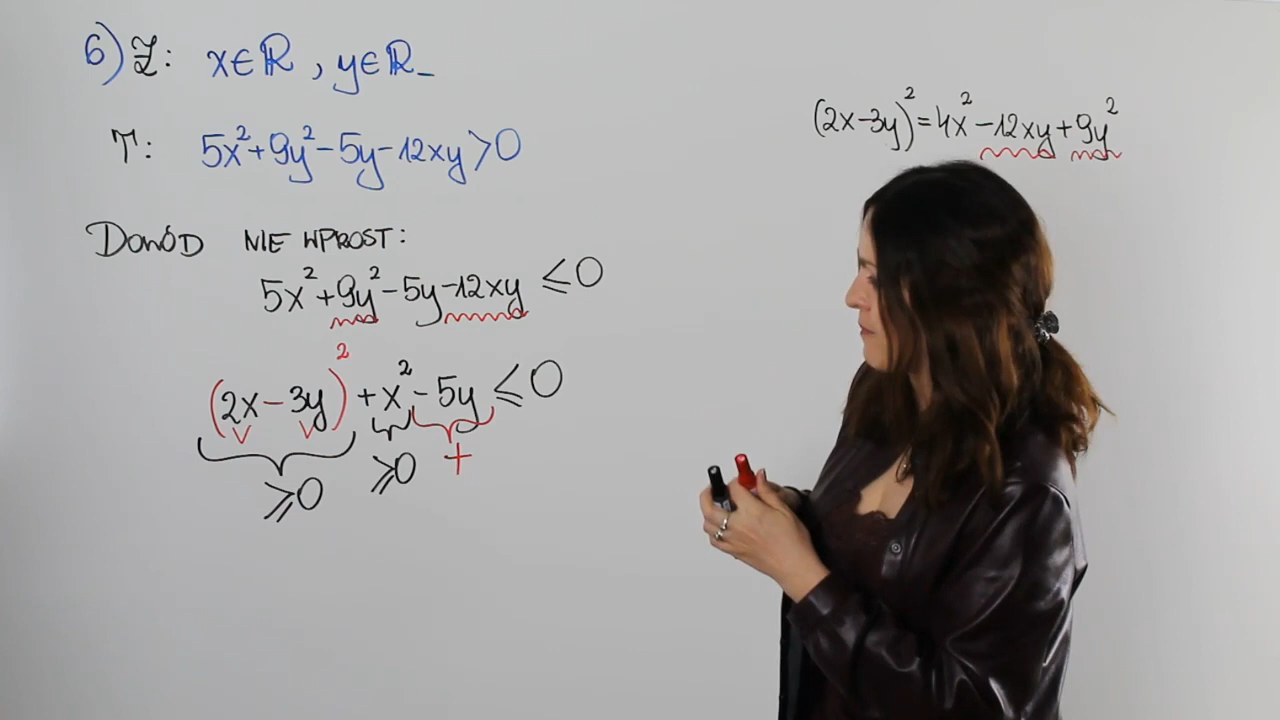 6) Z: x∈ℝ, y∈ℝ₋
T: 5x²+9y²-5y-12xy>0
DOWÓD NIE WPROST:
5x²+9y²-5y-12xy ≤0
(2x-3y)²+x²-5y ≤0
≥0 ≥0 +
(2x-3y)²=4x²-12xy+9y²